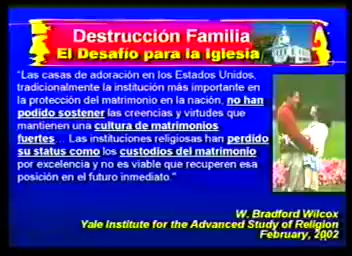 Destrucción Familia
El Desafío para la Iglesia
"Las casas de adoración en los Estados Unidos,
tradicionalmente la institución más importante en
la protección del matrimonio en la nación, no han
podido sostener las creencias y virtudes que
mantienen una cultura de matrimonios
fuertes… Las instituciones religiosas han perdido
su status como los custodios del matrimonio
por excelencia y no es viable que recuperen esa
posición en el futuro inmediato."
W. Bradford Wilcox
Yale Institute for the Advanced Study of Religion
February, 2002